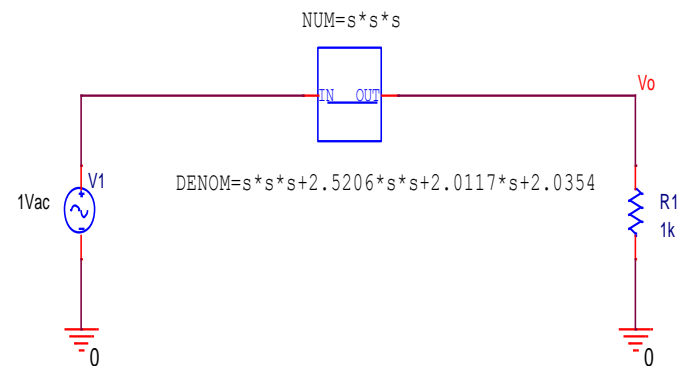 NUM=s*s*s
Vo
IN OUT
V1
DENOM=s*s*s+2.5206*s*s+2.0117*s+2.0354
1Vac
R1
1k
0
0